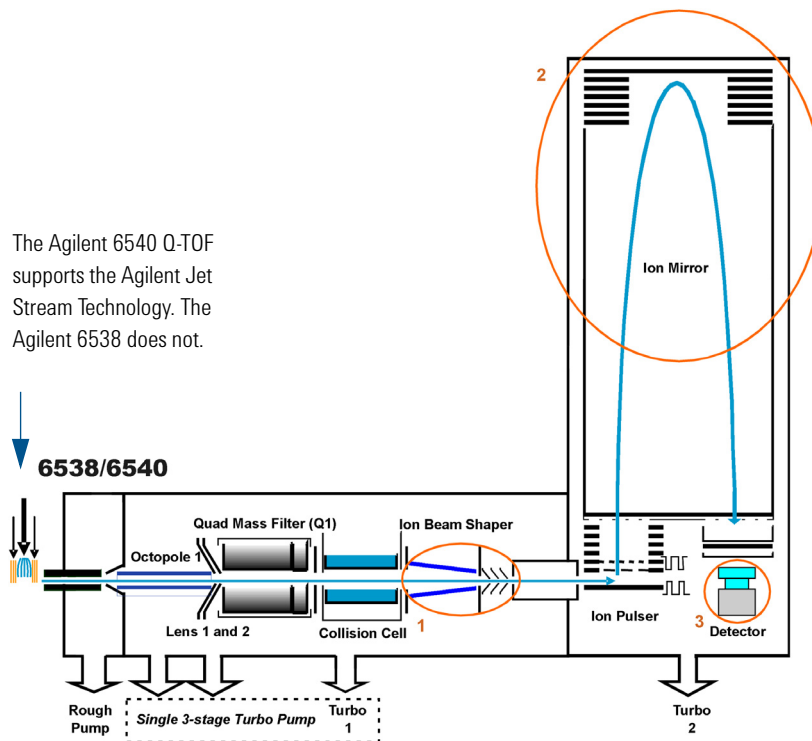 2
The Agilent 6540 Q-TOF
supports the Agilent Jet
Stream Technology. The
Agilent 6538 does not.
Ion Mirror
6538/6540
Quad Mass Filter (Q1)
Ion Beam Shaper
Octopole 1
Lens 1 and 2
Collision Cell
1
Ion Pulser
3
Detector
Rough
Pump
Single 3-stage Turbo Pump
Turbo
1
Turbo
2